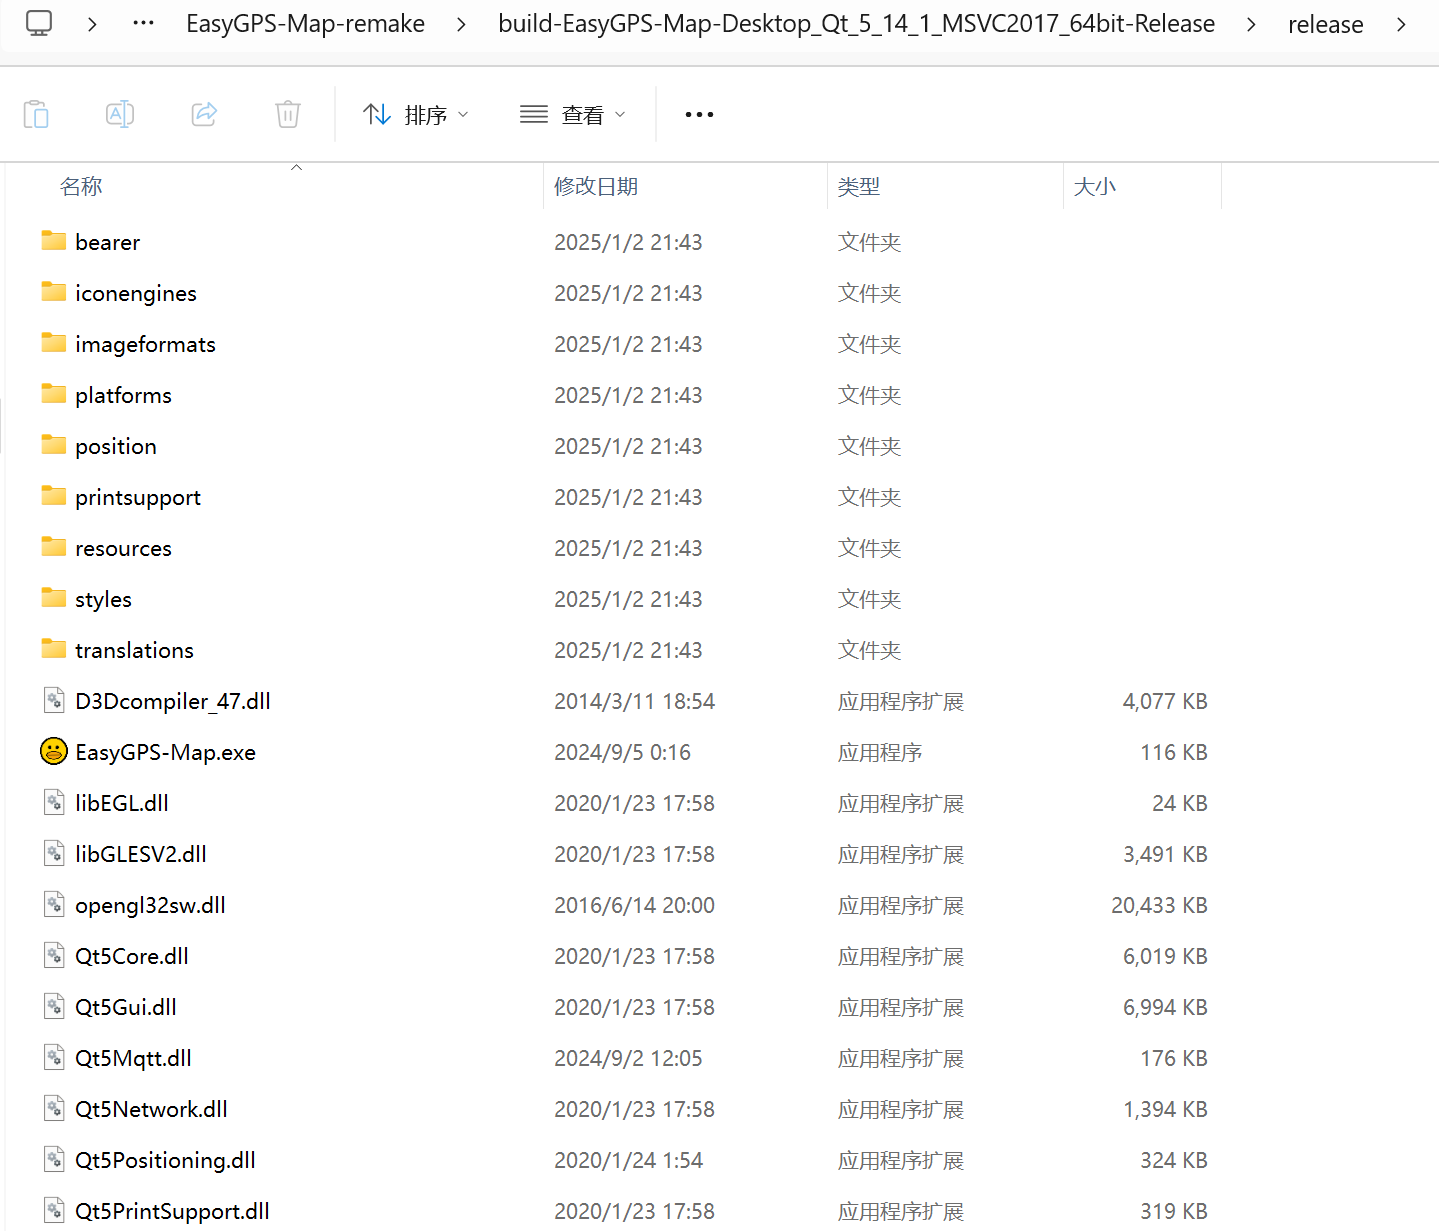 EasyGPS-Map-remake > build-EasyGPS-Map-Desktop_Qt_5_14_1_MSVC2017_64bit-Release > release >
排序 查看
名称 修改日期 类型 大小
bearer 2025/1/2 21:43 文件夹
iconengines 2025/1/2 21:43 文件夹
imageformats 2025/1/2 21:43 文件夹
platforms 2025/1/2 21:43 文件夹
position 2025/1/2 21:43 文件夹
printsupport 2025/1/2 21:43 文件夹
resources 2025/1/2 21:43 文件夹
styles 2025/1/2 21:43 文件夹
translations 2025/1/2 21:43 文件夹
D3Dcompiler_47.dll 2014/3/11 18:54 应用程序扩展 4,077 KB
EasyGPS-Map.exe 2024/9/5 0:16 应用程序 116 KB
libEGL.dll 2020/1/23 17:58 应用程序扩展 24 KB
libGLESV2.dll 2020/1/23 17:58 应用程序扩展 3,491 KB
opengl32sw.dll 2016/6/14 20:00 应用程序扩展 20,433 KB
Qt5Core.dll 2020/1/23 17:58 应用程序扩展 6,019 KB
Qt5Gui.dll 2020/1/23 17:58 应用程序扩展 6,994 KB
Qt5Mqtt.dll 2024/9/2 12:05 应用程序扩展 176 KB
Qt5Network.dll 2020/1/23 17:58 应用程序扩展 1,394 KB
Qt5Positioning.dll 2020/1/24 1:54 应用程序扩展 324 KB
Qt5PrintSupport.dll 2020/1/23 17:58 应用程序扩展 319 KB